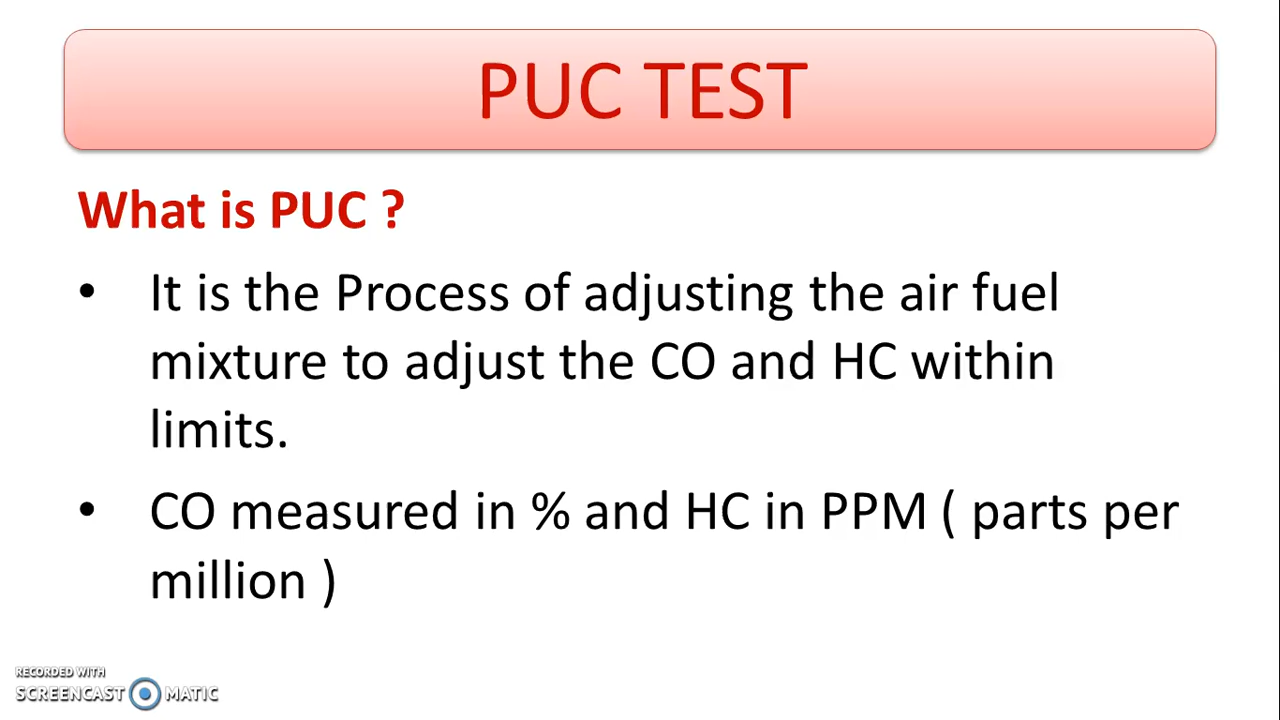 PUC TEST
What is PUC ?
• It is the Process of adjusting the air fuel
mixture to adjust the CO and HC within
limits.
• CO measured in % and HC in PPM ( parts per
million )
RECORDED WITH
SCREENCAST MATIC